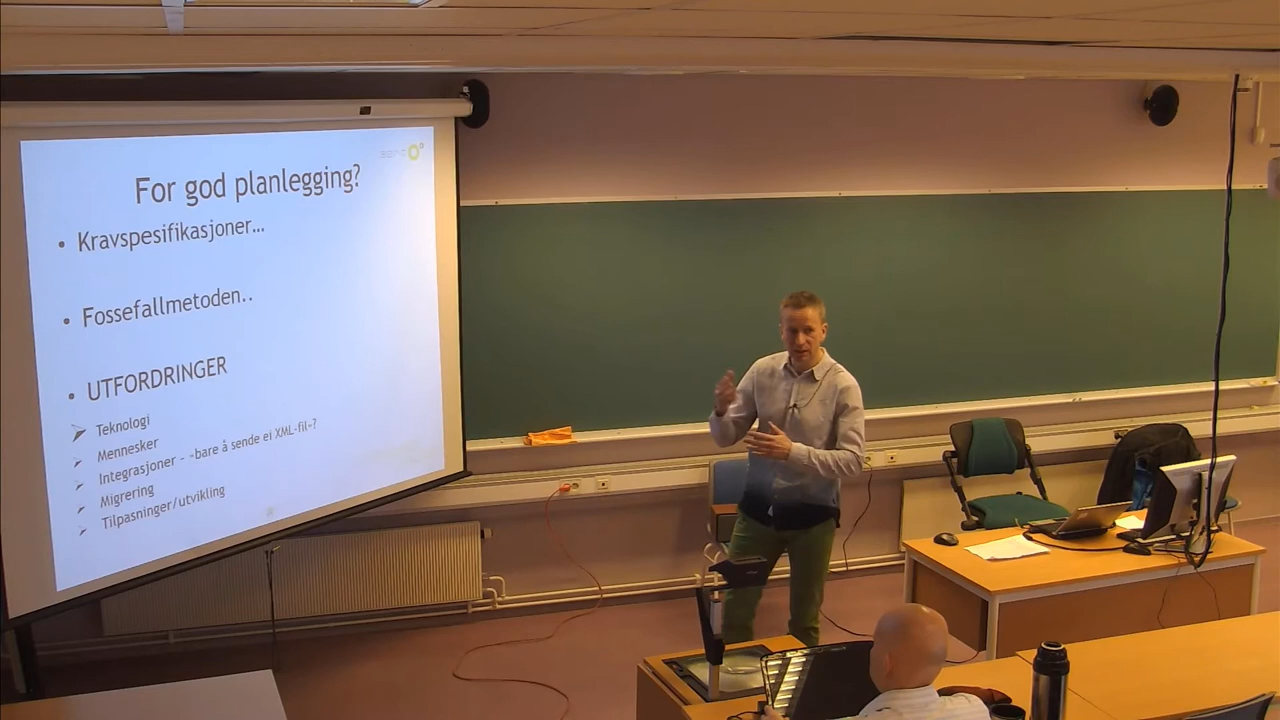 For god planlegging?
• Kravspesifikasjoner…
• Fossefallmetoden..
• UTFORDRINGER
Teknologi
Mennesker
Integrasjoner – «bare å sende ei XML-fil»?
Migrering
Tilpasninger/utvikling